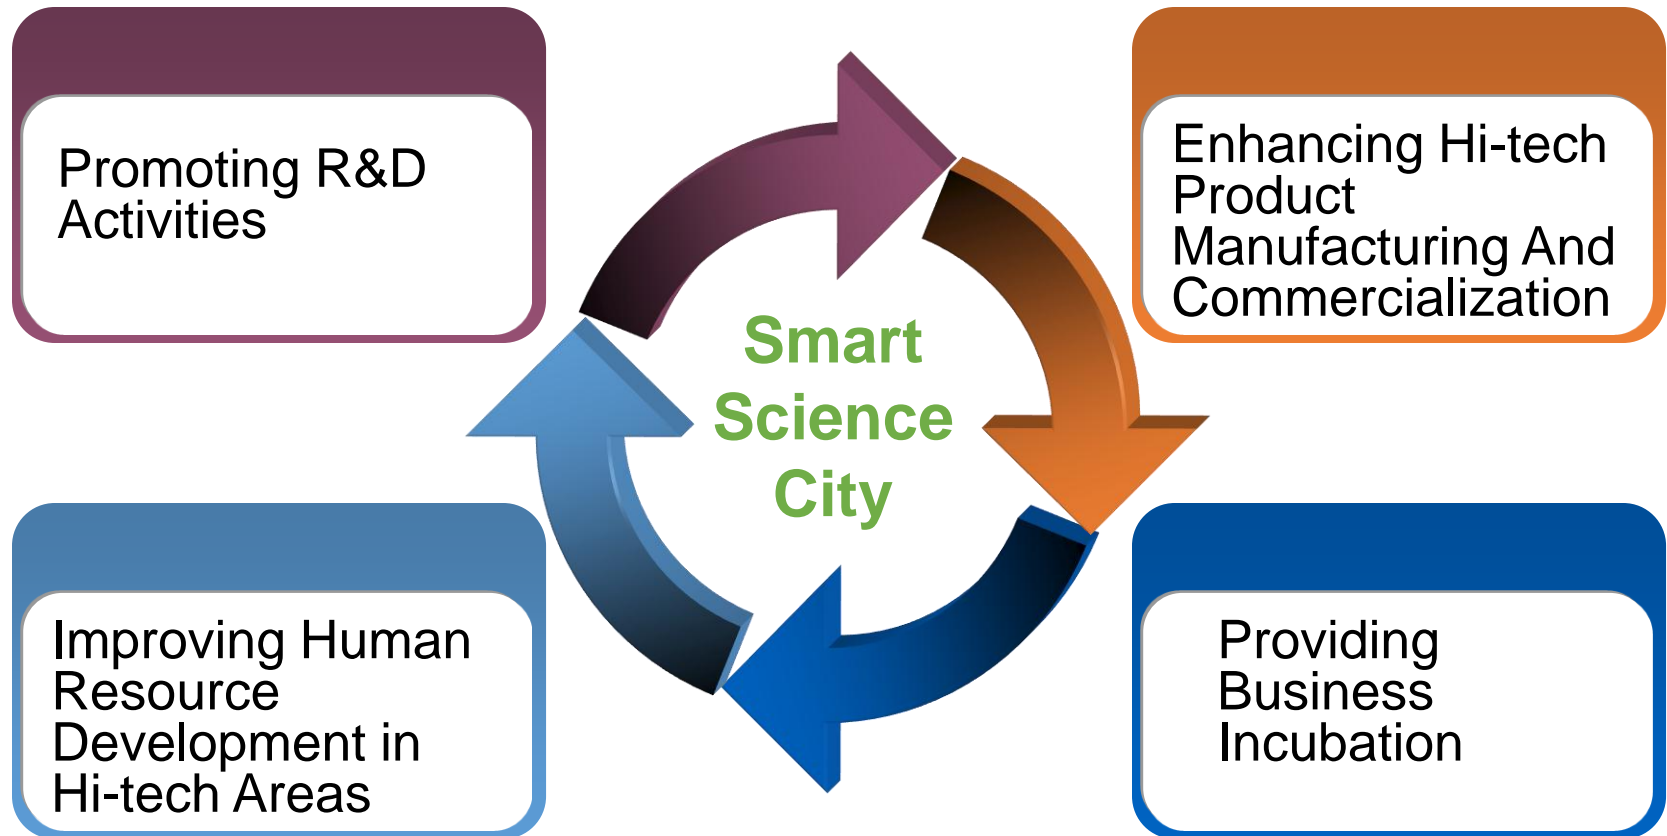 Promoting R&D
Activities
Enhancing Hi-tech
Product
Manufacturing And
Commercialization
Smart
Science
City
Improving Human
Resource
Development in
Hi-tech Areas
Providing
Business
Incubation